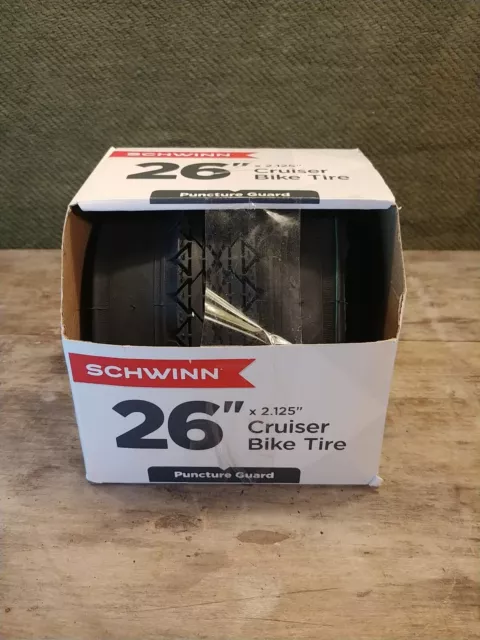 SCHWINN
26" x 2.125"
Cruiser
Bike Tire
Puncture Guard
SCHWINN
26" x 2.125"
Cruiser
Bike Tire
Puncture Guard